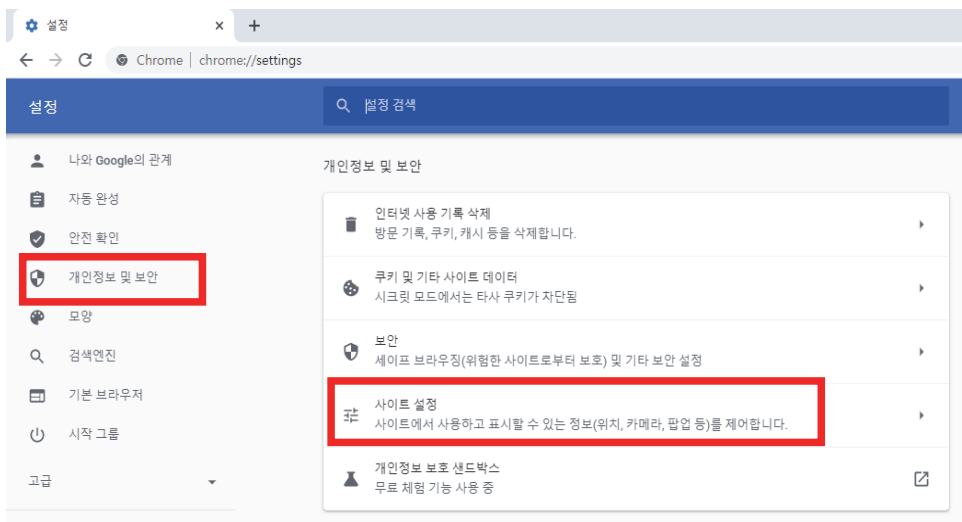 설정
Chrome | chrome://settings
설정
설정 검색
나와 Google의 관계
자동 완성
안전 확인
개인정보 및 보안
모양
검색엔진
기본 브라우저
시작 그룹
고급
개인정보 및 보안
인터넷 사용 기록 삭제
방문 기록, 쿠키, 캐시 등을 삭제합니다.
쿠키 및 기타 사이트 데이터
시크릿 모드에서는 타사 쿠키가 차단됨
보안
세이프 브라우징(위험한 사이트로부터 보호) 및 기타 보안 설정
사이트 설정
사이트에서 사용하고 표시할 수 있는 정보(위치, 카메라, 팝업 등)를 제어합니다.
개인정보 보호 샌드박스
무료 체험 기능 사용 중